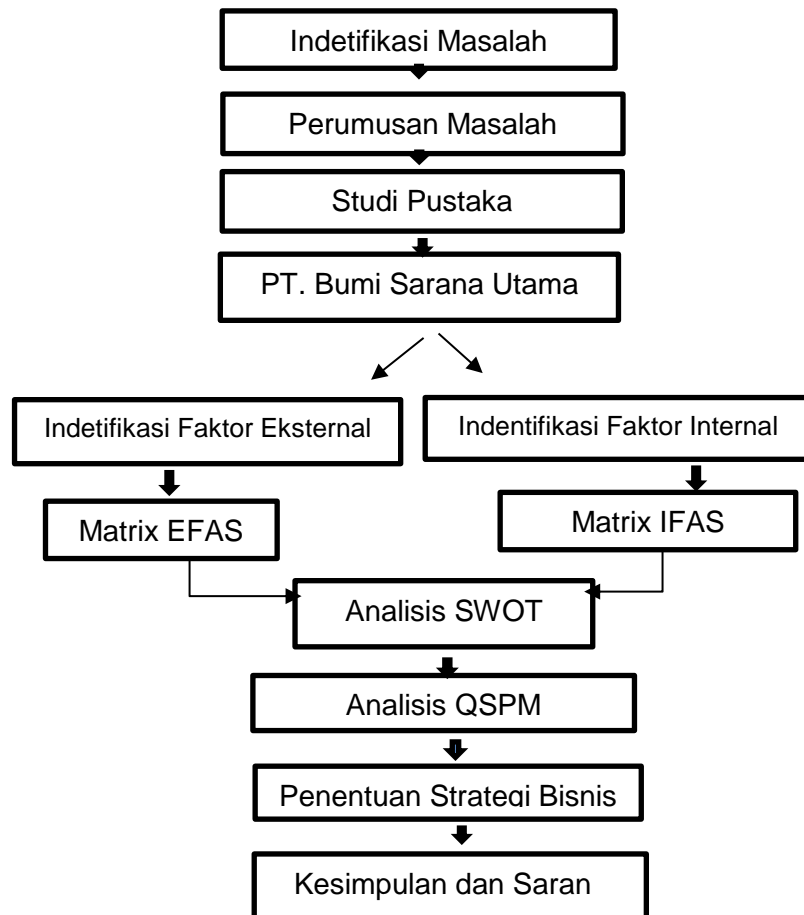 Indetifikasi Masalah
Perumusan Masalah
Studi Pustaka
PT. Bumi Sarana Utama
Indetifikasi Faktor Eksternal
Indentifikasi Faktor Internal
Matrix EFAS
Matrix IFAS
Analisis SWOT
Analisis QSPM
Penentuan Strategi Bisnis
Kesimpulan dan Saran